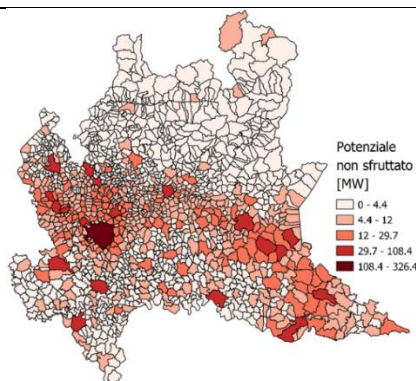 Potenziale
non sfruttato
[MW]
0 - 4.4
4.4 - 12
12 - 29.7
29.7 - 108.4
108.4 - 326.4